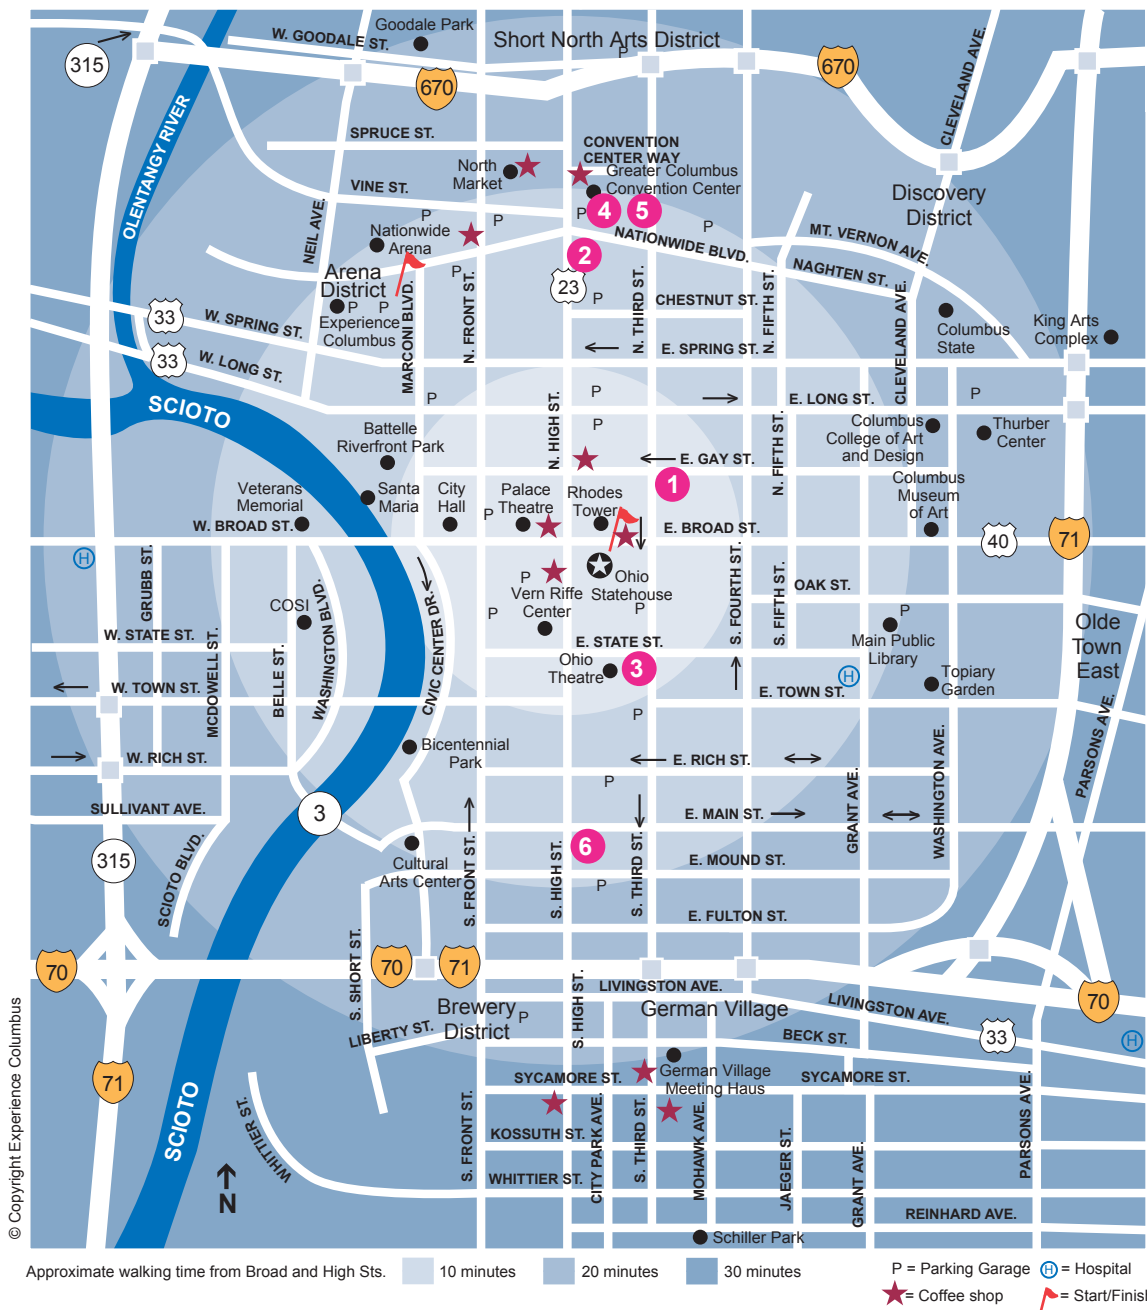 Goodale Park
W. GOODALE ST.
Short North Arts District
P
CLEVELAND AVE.
315
670
670
OLENTANGY RIVER
SPRUCE ST.
CONVENTION
CENTER WAY
North
Market
Greater Columbus
Convention Center
VINE ST.
Discovery
District
NEIL AVE.
P
P
P
4
5
P
Nationwide
Arena
NATIONWIDE BLVD.
MT. VERNON AVE.
2
NAGHTEN ST.
Arena
District
P
23
P
P
P
CHESTNUT ST.
Experience
Columbus
MARCONI BLVD.
N. FRONT ST.
N. THIRD ST.
N. FIFTH ST.
CLEVELAND AVE.
Columbus
State
King Arts
Complex
33
W. SPRING ST.
E. SPRING ST.
33
W. LONG ST.
P
P
E. LONG ST.
P
SCIOTO
N. HIGH ST.
P
N. FIFTH ST.
Battelle
Riverfront Park
Columbus
College of Art
and Design
Thurber
Center
E. GAY ST.
1
Veterans
Memorial
Santa
Maria
City
Hall
Palace
Theatre
Rhodes
Tower
Columbus
Museum
of Art
P
W. BROAD ST.
E. BROAD ST.
40
71
H
GRUBB ST.
CIVIC CENTER DR.
P
Vern Riffe
Center
Ohio
Statehouse
S. FOURTH ST.
S. FIFTH ST.
OAK ST.
COSI
WASHINGTON BLVD.
P
P
P
Main Public
Library
Olde
Town
East
W. STATE ST.
MCDOWELL ST.
BELLE ST.
E. STATE ST.
Ohio
Theatre
3
H
Topiary
Garden
W. TOWN ST.
E. TOWN ST.
P
PARSONS AVE.
Bicentennial
Park
W. RICH ST.
E. RICH ST.
P
GRANT AVE.
WASHINGTON AVE.
SULLIVANT AVE.
3
E. MAIN ST.
SCIOTO BLVD.
315
Cultural
Arts Center
S. FRONT ST.
S. HIGH ST.
6
S. THIRD ST.
E. MOUND ST.
P
E. FULTON ST.
S. SHORT ST.
70
70
71
LIVINGSTON AVE.
70
Brewery
District
P
S. HIGH ST.
German Village
LIVINGSTON AVE.
LIBERTY ST.
BECK ST.
33
H
71
SCIOTO
SYCAMORE ST.
German Village
Meeting Haus
SYCAMORE ST.
WHITTIER ST.
S. FRONT ST.
KOSSUTH ST.
CITY PARK AVE.
S. THIRD ST.
MOHAWK AVE.
JAEGER ST.
GRANT AVE.
PARSONS AVE.
WHITTIER ST.
N
REINHARD AVE.
Schiller Park
© Copyright Experience Columbus
Approximate walking time from Broad and High Sts.
10 minutes
20 minutes
30 minutes
P = Parking Garage
H = Hospital
= Coffee shop
= Start/Finish